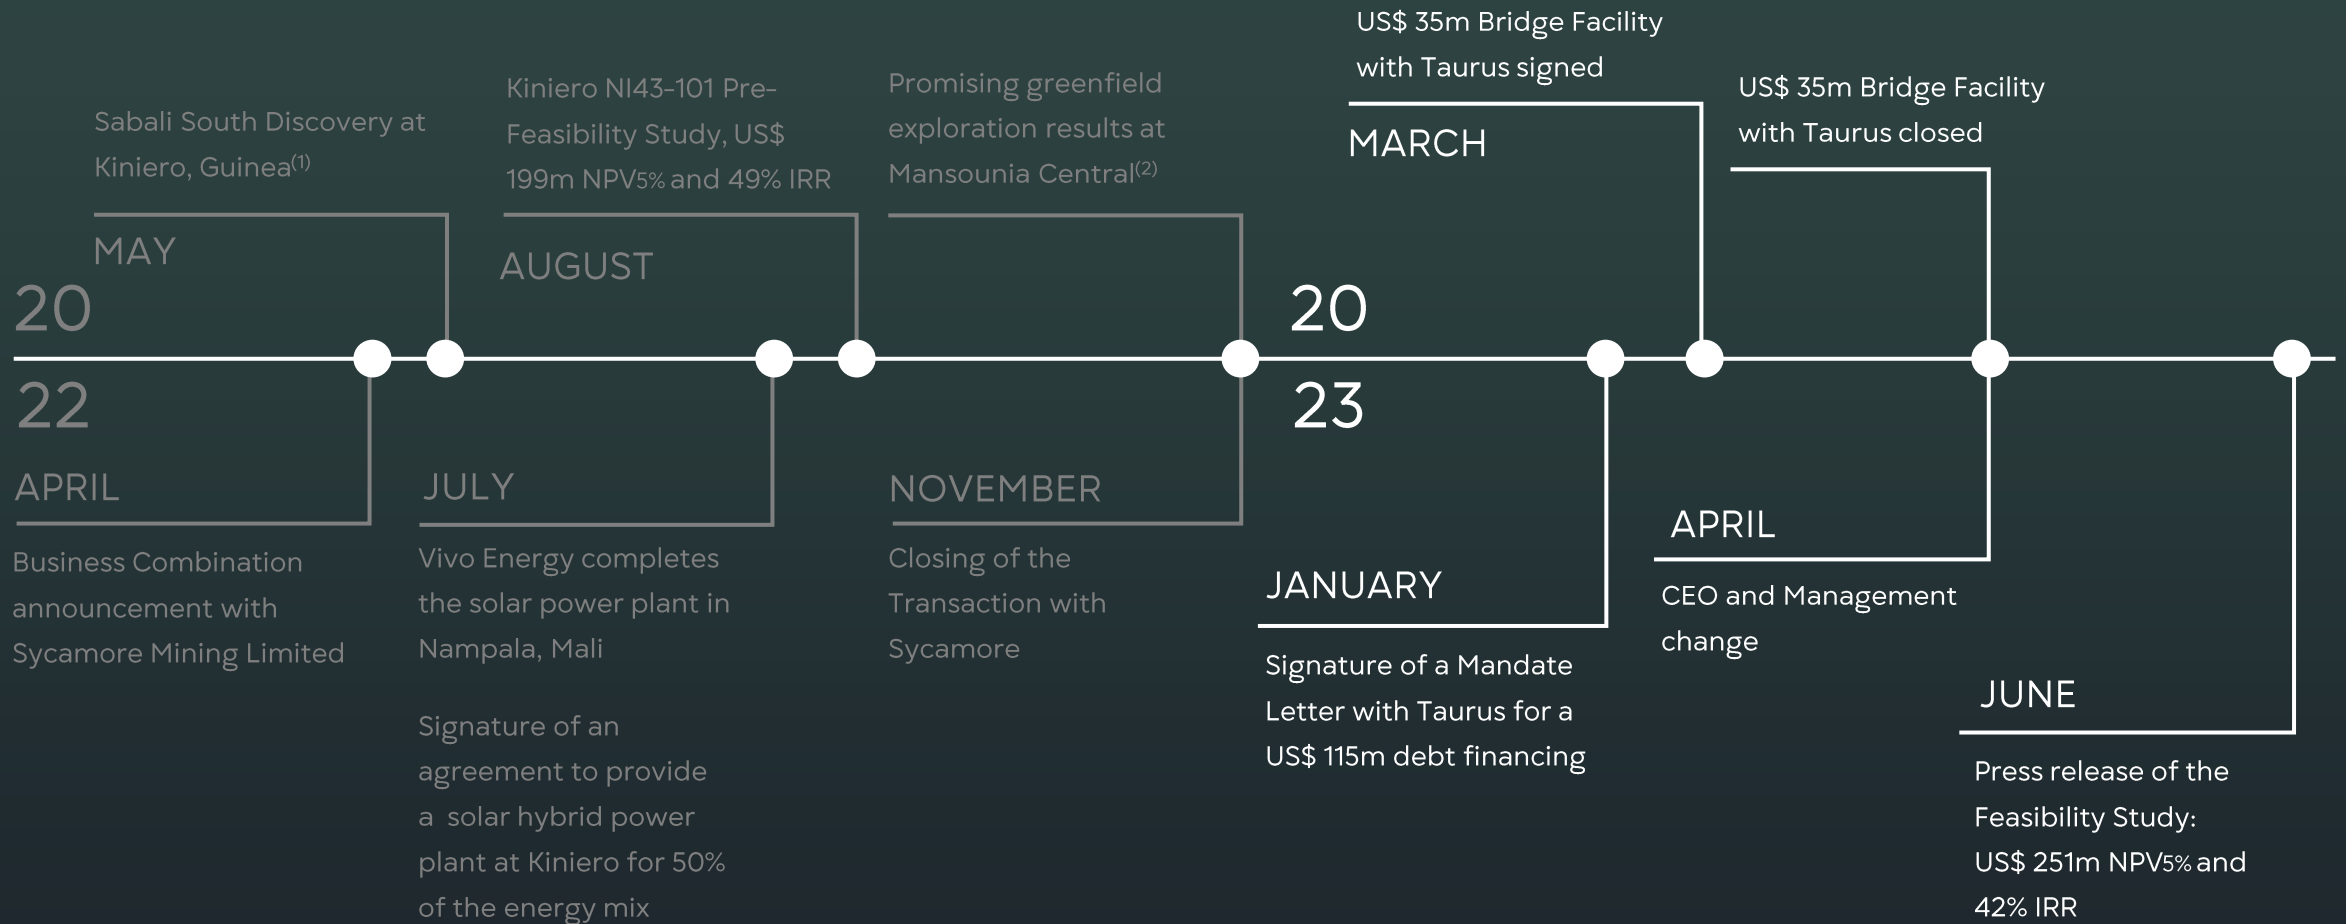 Sabali South Discovery at
Kiniero, Guinea(1)
MAY
Kiniero NI43-101 Pre-
Feasibility Study, US$
199m NPV5% and 49% IRR
AUGUST
Promising greenfield
exploration results at
Mansounia Central(2)
US$ 35m Bridge Facility
with Taurus signed
MARCH
US$ 35m Bridge Facility
with Taurus closed
20
22
20
23
APRIL
Business Combination
announcement with
Sycamore Mining Limited
JULY
Vivo Energy completes
the solar power plant in
Nampala, Mali
Signature of an
agreement to provide
a solar hybrid power
plant at Kiniero for 50%
of the energy mix
NOVEMBER
Closing of the
Transaction with
Sycamore
JANUARY
Signature of a Mandate
Letter with Taurus for a
US$ 115m debt financing
APRIL
CEO and Management
change
JUNE
Press release of the
Feasibility Study:
US$ 251m NPV5% and
42% IRR